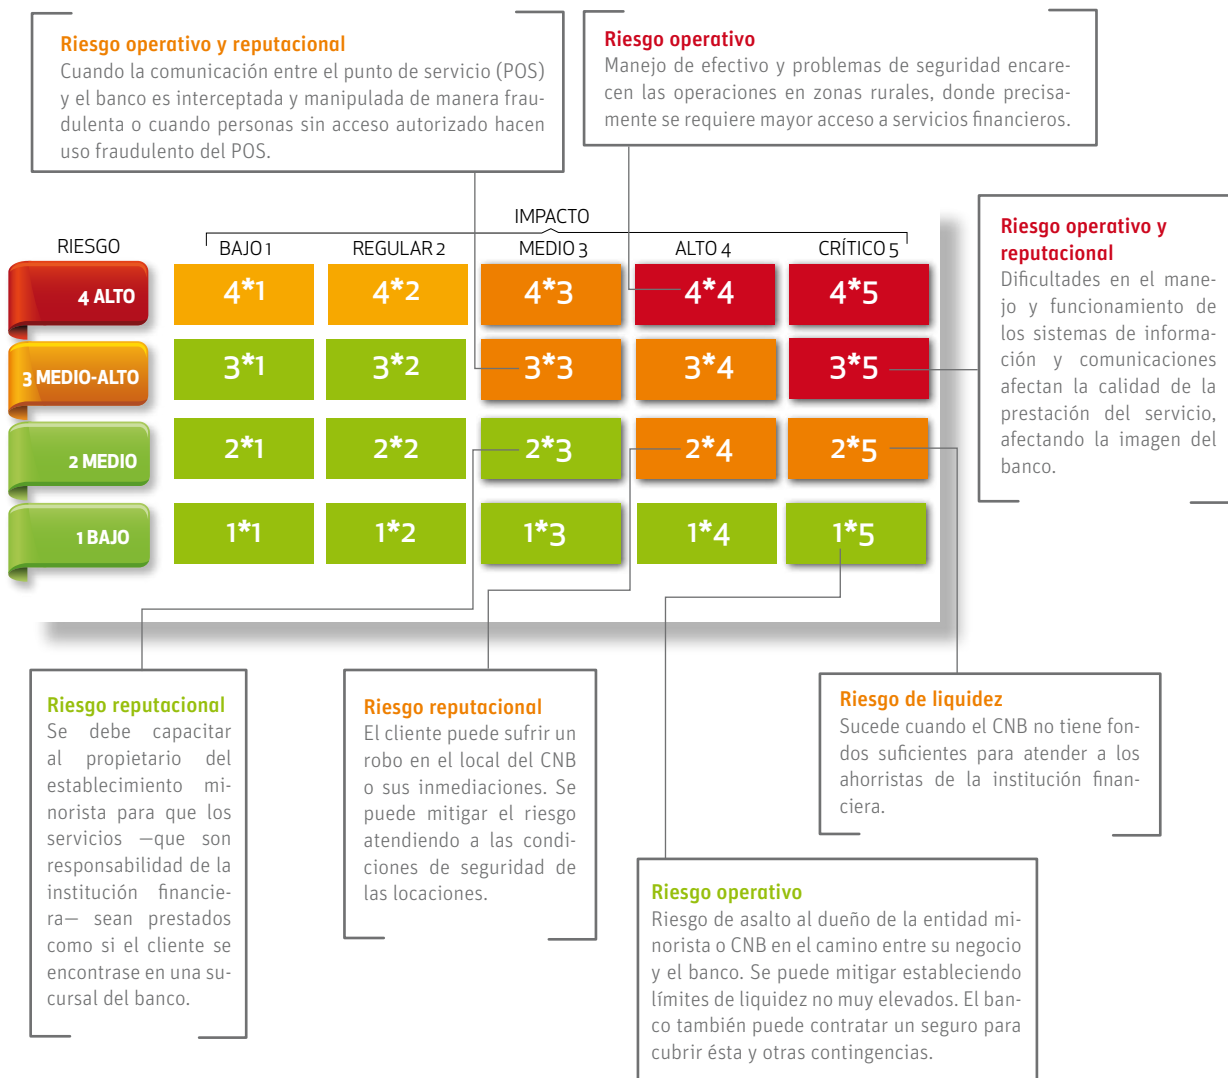 Riesgo operativo y reputacional
Cuando la comunicación entre el punto de servicio (POS)
y el banco es interceptada y manipulada de manera frau-
dulenta o cuando personas sin acceso autorizado hacen
uso fraudulento del POS.
Riesgo operativo
Manejo de efectivo y problemas de seguridad encare-
cen las operaciones en zonas rurales, donde precisa-
mente se requiere mayor acceso a servicios financieros.
IMPACTO
RIESGO
BAJO 1
REGULAR 2
MEDIO 3
ALTO 4
CRÍTICO 5
4 ALTO
4*1
4*2
4*3
4*4
4*5
3 MEDIO-ALTO
3*1
3*2
3*3
3*4
3*5
2 MEDIO
2*1
2*2
2*3
2*4
2*5
1 BAJO
1*1
1*2
1*3
1*4
1*5
Riesgo operativo y
reputacional
Dificultades en el mane-
jo y funcionamiento de
los sistemas de informa-
ción y comunicaciones
afectan la calidad de la
prestación del servicio,
afectando la imagen del
banco.
Riesgo reputacional
Se debe capacitar
al propietario del
establecimiento mi-
norista para que los
servicios —que son
responsabilidad de la
institución financie-
ra— sean prestados
como si el cliente se
encontrase en una su-
cursal del banco.
Riesgo reputacional
El cliente puede sufrir un
robo en el local del CNB
o sus inmediaciones. Se
puede mitigar el riesgo
atendiendo a las condi-
ciones de seguridad de
las locaciones.
Riesgo de liquidez
Sucede cuando el CNB no tiene fon-
dos suficientes para atender a los
ahorristas de la institución finan-
ciera.
Riesgo operativo
Riesgo de asalto al dueño de la entidad mi-
norista o CNB en el camino entre su negocio
y el banco. Se puede mitigar estableciendo
límites de liquidez no muy elevados. El ban-
co también puede contratar un seguro para
cubrir ésta y otras contingencias.